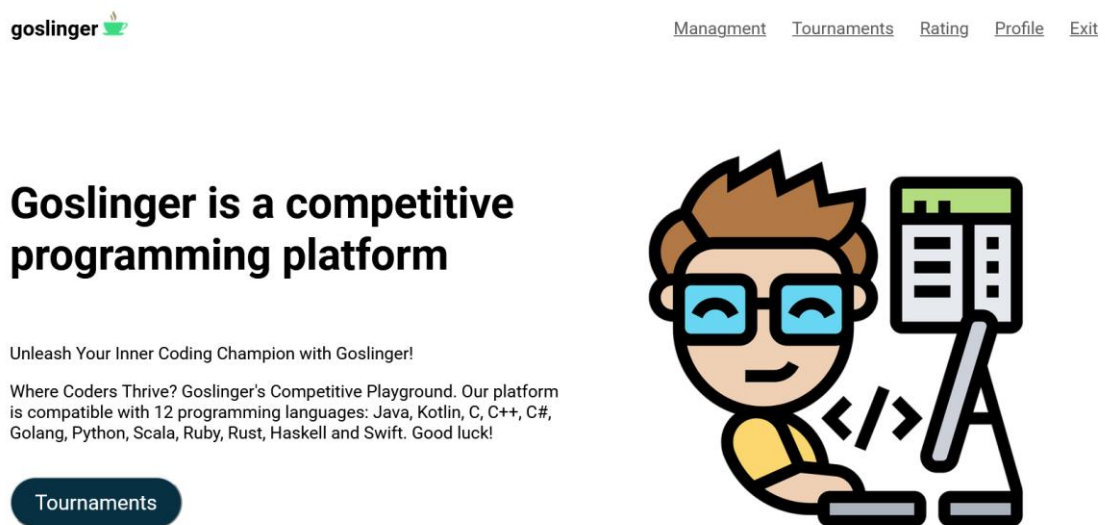 goslinger
Managment Tournaments Rating Profile Exit
Goslinger is a competitive
programming platform
Unleash Your Inner Coding Champion with Goslinger!
Where Coders Thrive? Goslinger's Competitive Playground. Our platform
is compatible with 12 programming languages: Java, Kotlin, C, C++, C#,
Golang, Python, Scala, Ruby, Rust, Haskell and Swift. Good luck!
</>
Tournaments